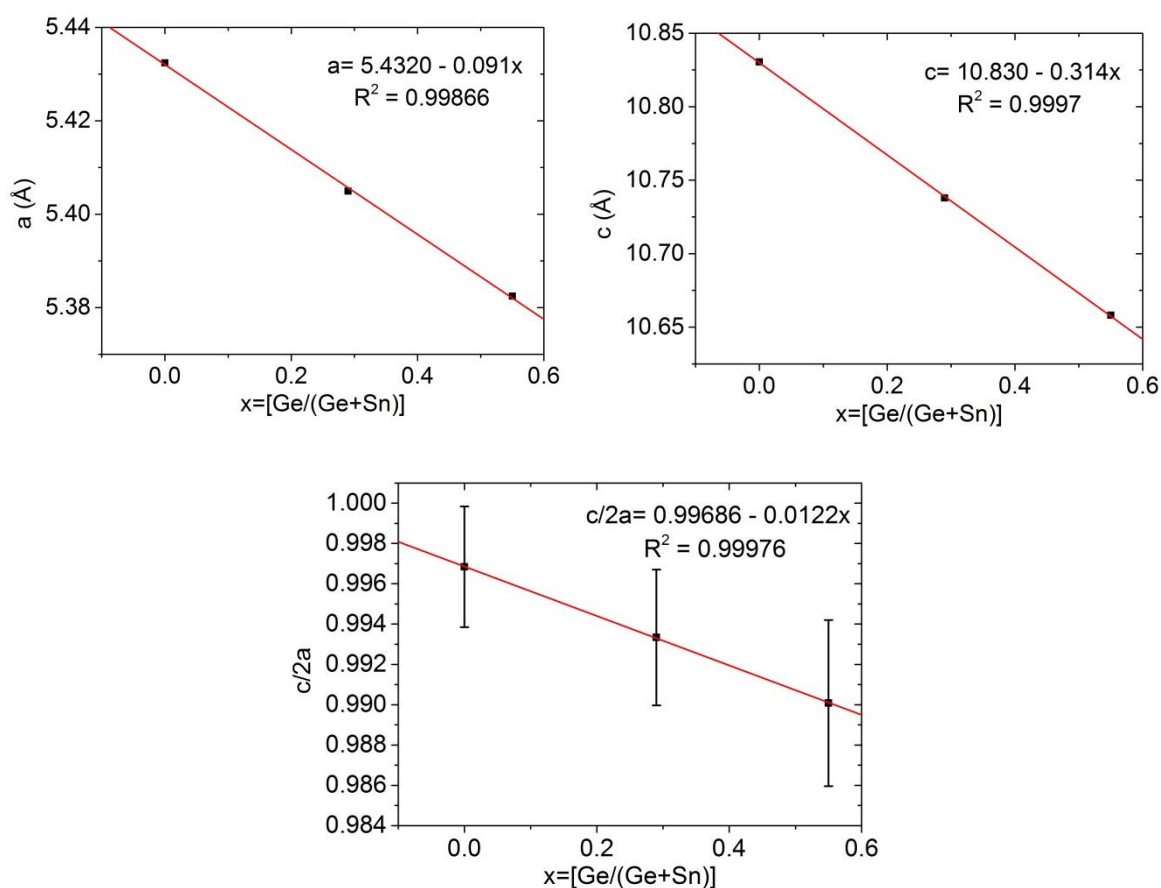 5.44
5.42
5.40
5.38
a (Å)
a= 5.4320 - 0.091x
R² = 0.99866
0.0 0.2 0.4 0.6
x=[Ge/(Ge+Sn)]
10.85
10.80
10.75
10.70
10.65
c (Å)
c= 10.830 - 0.314x
R² = 0.9997
0.0 0.2 0.4 0.6
x=[Ge/(Ge+Sn)]
1.000
0.998
0.996
0.994
0.992
0.990
0.988
0.986
0.984
c/2a
c/2a= 0.99686 - 0.0122x
R² = 0.99976
0.0 0.2 0.4 0.6
x=[Ge/(Ge+Sn)]